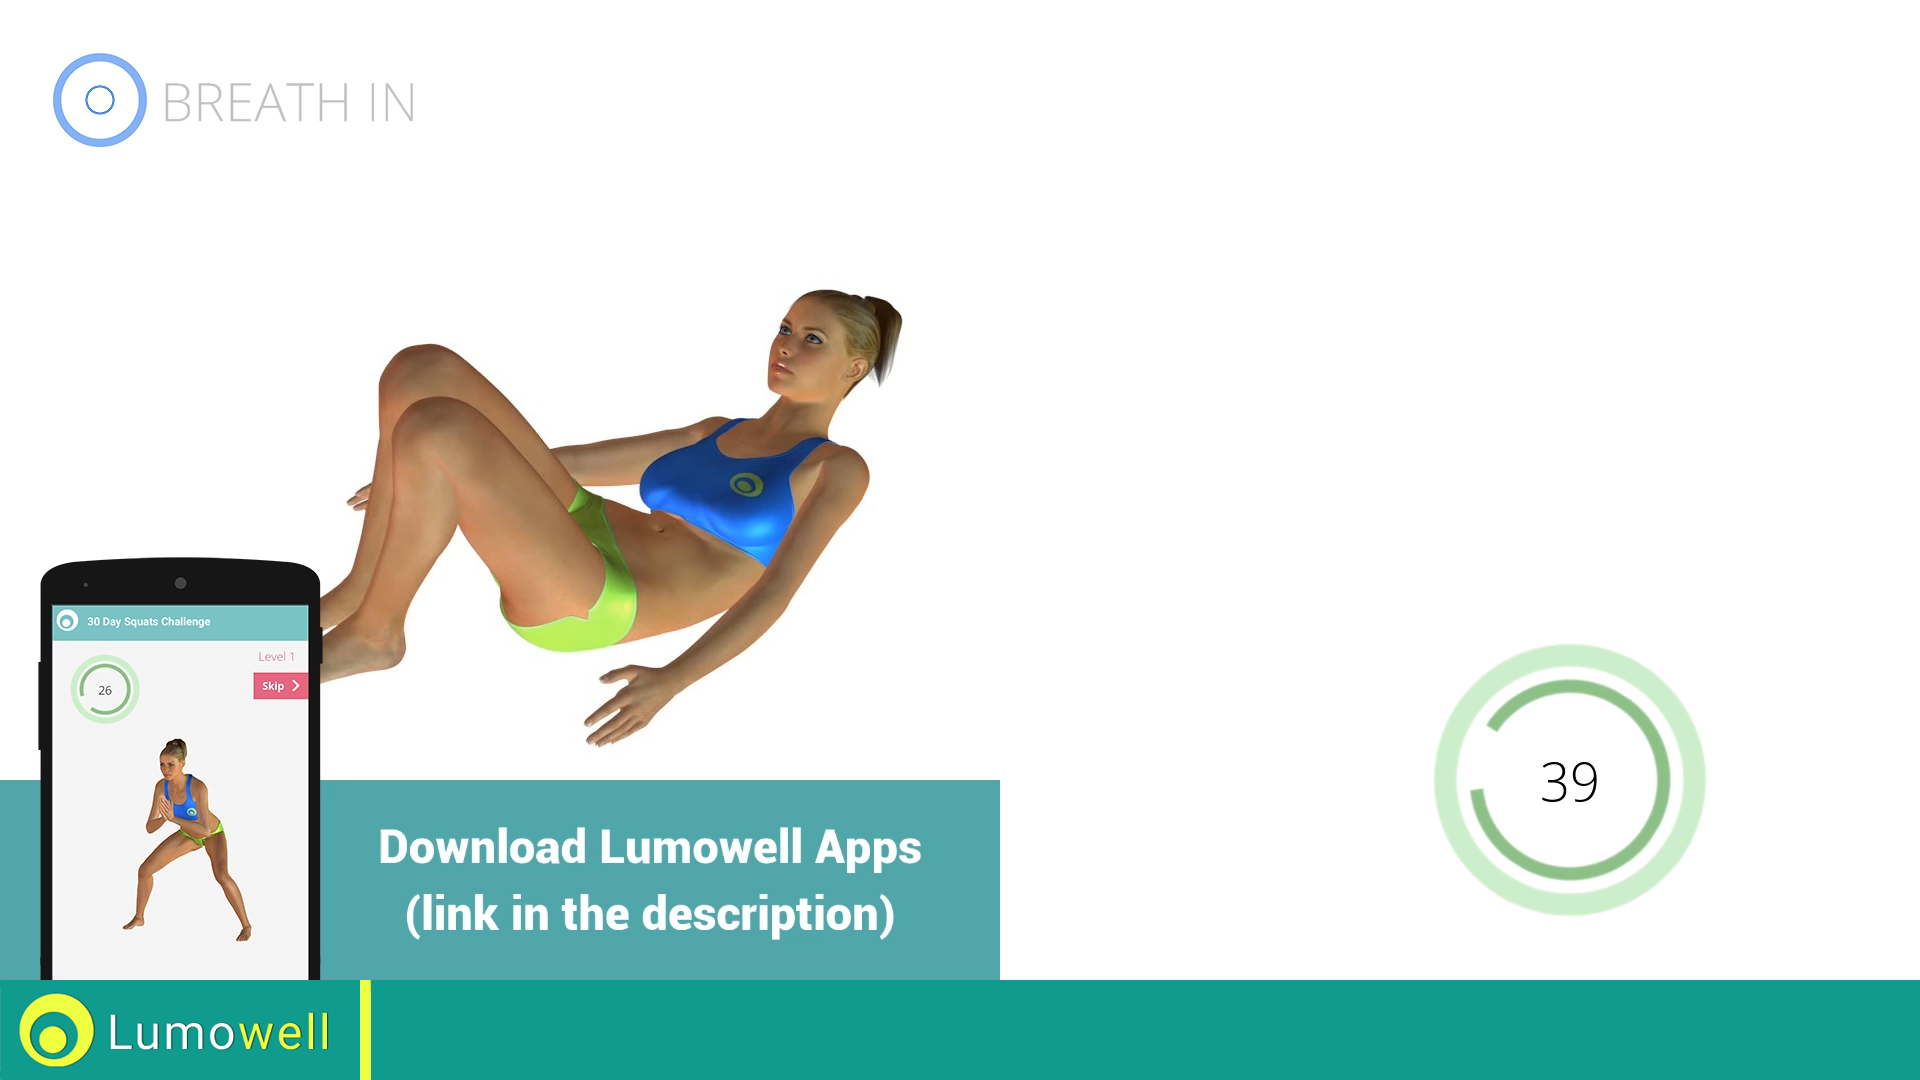 BREATH IN
30 Day Squats Challenge
Level 1
Skip
26
39
Download Lumowell Apps
(link in the description)
Lumowell